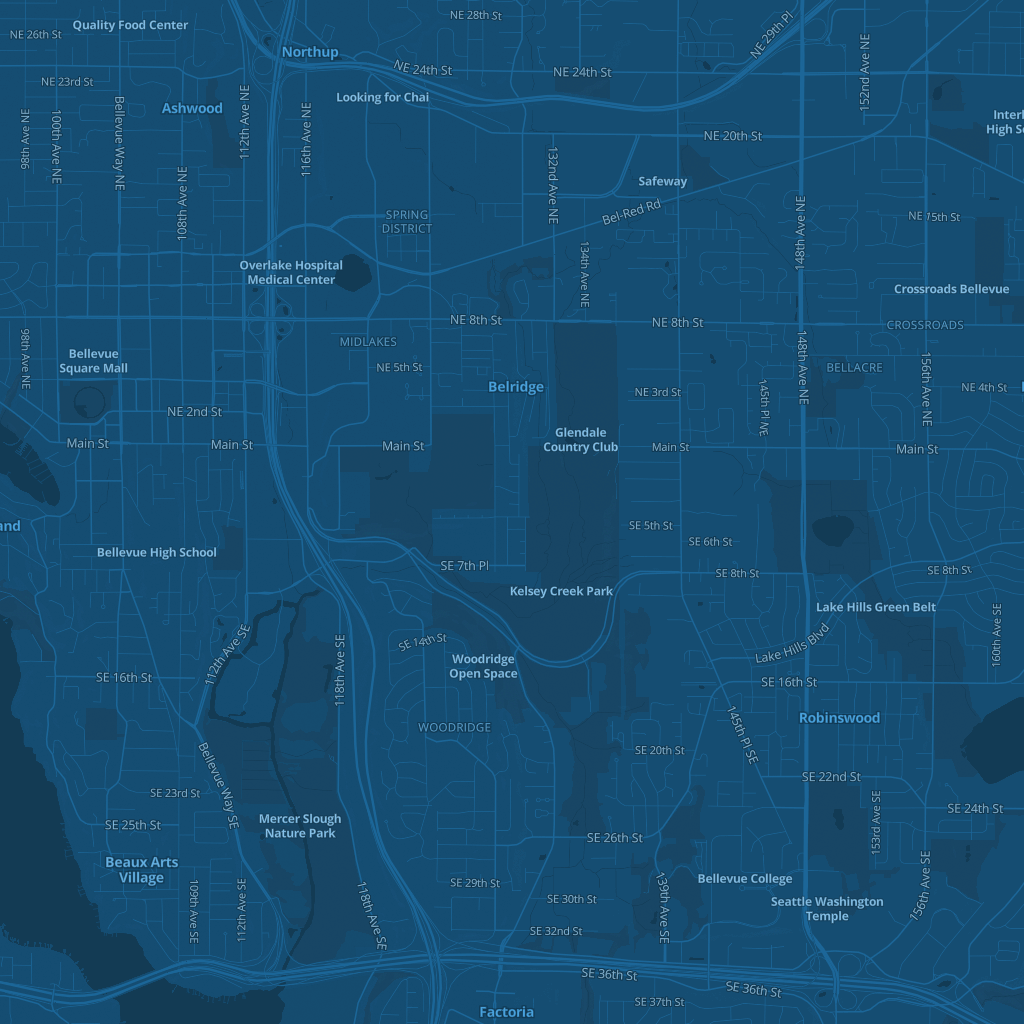 Quality Food Center
NE 28th St
NE 29th Pl
NE 26th St
Northup
NE 24th St
NE 24th St
152nd Ave NE
NE 23rd St
Looking for Chai
Ashwood
98th Ave NE
100th Ave NE
Bellevue Way NE
112th Ave NE
116th Ave NE
NE 20th St
High
132nd Ave NE
Safeway
108th Ave NE
Bel-Red Rd
148th Ave NE
NE 15th St
SPRING
DISTRICT
Overlake Hospital
Medical Center
134th Ave NE
Crossroads Bellevue
NE 8th St
NE 8th St
CROSSROADS
98th Ave NE
MIDLAKES
Bellevue
Square Mall
NE 5th St
148th Ave NE
BELLACRE
156th Ave NE
Belridge
NE 3rd St
145th Pl NE
NE 4th St
NE 2nd St
Main St
Main St
Main St
Glendale
Country Club
Main St
Main St
and
SE 5th St
SE 6th St
Bellevue High School
SE 7th Pl
SE 8th St
SE 8th St
Kelsey Creek Park
Lake Hills Green Belt
112th Ave SE
118th Ave SE
SE 14th St
Lake Hills Blvd
160th Ave SE
Woodridge
Open Space
SE 16th St
SE 16th St
WOODRIDGE
145th Pl SE
Robinswood
SE 20th St
Bellevue Way SE
SE 22nd St
SE 23rd St
SE 25th St
Mercer Slough
Nature Park
153rd Ave SE
SE 24th St
SE 26th St
Beaux Arts
Village
SE 29th St
Bellevue College
109th Ave SE
112th Ave SE
118th Ave SE
SE 30th St
139th Ave SE
Seattle Washington
Temple
156th Ave SE
SE 32nd St
SE 36th St
SE 36th St
SE 37th St
Factoria